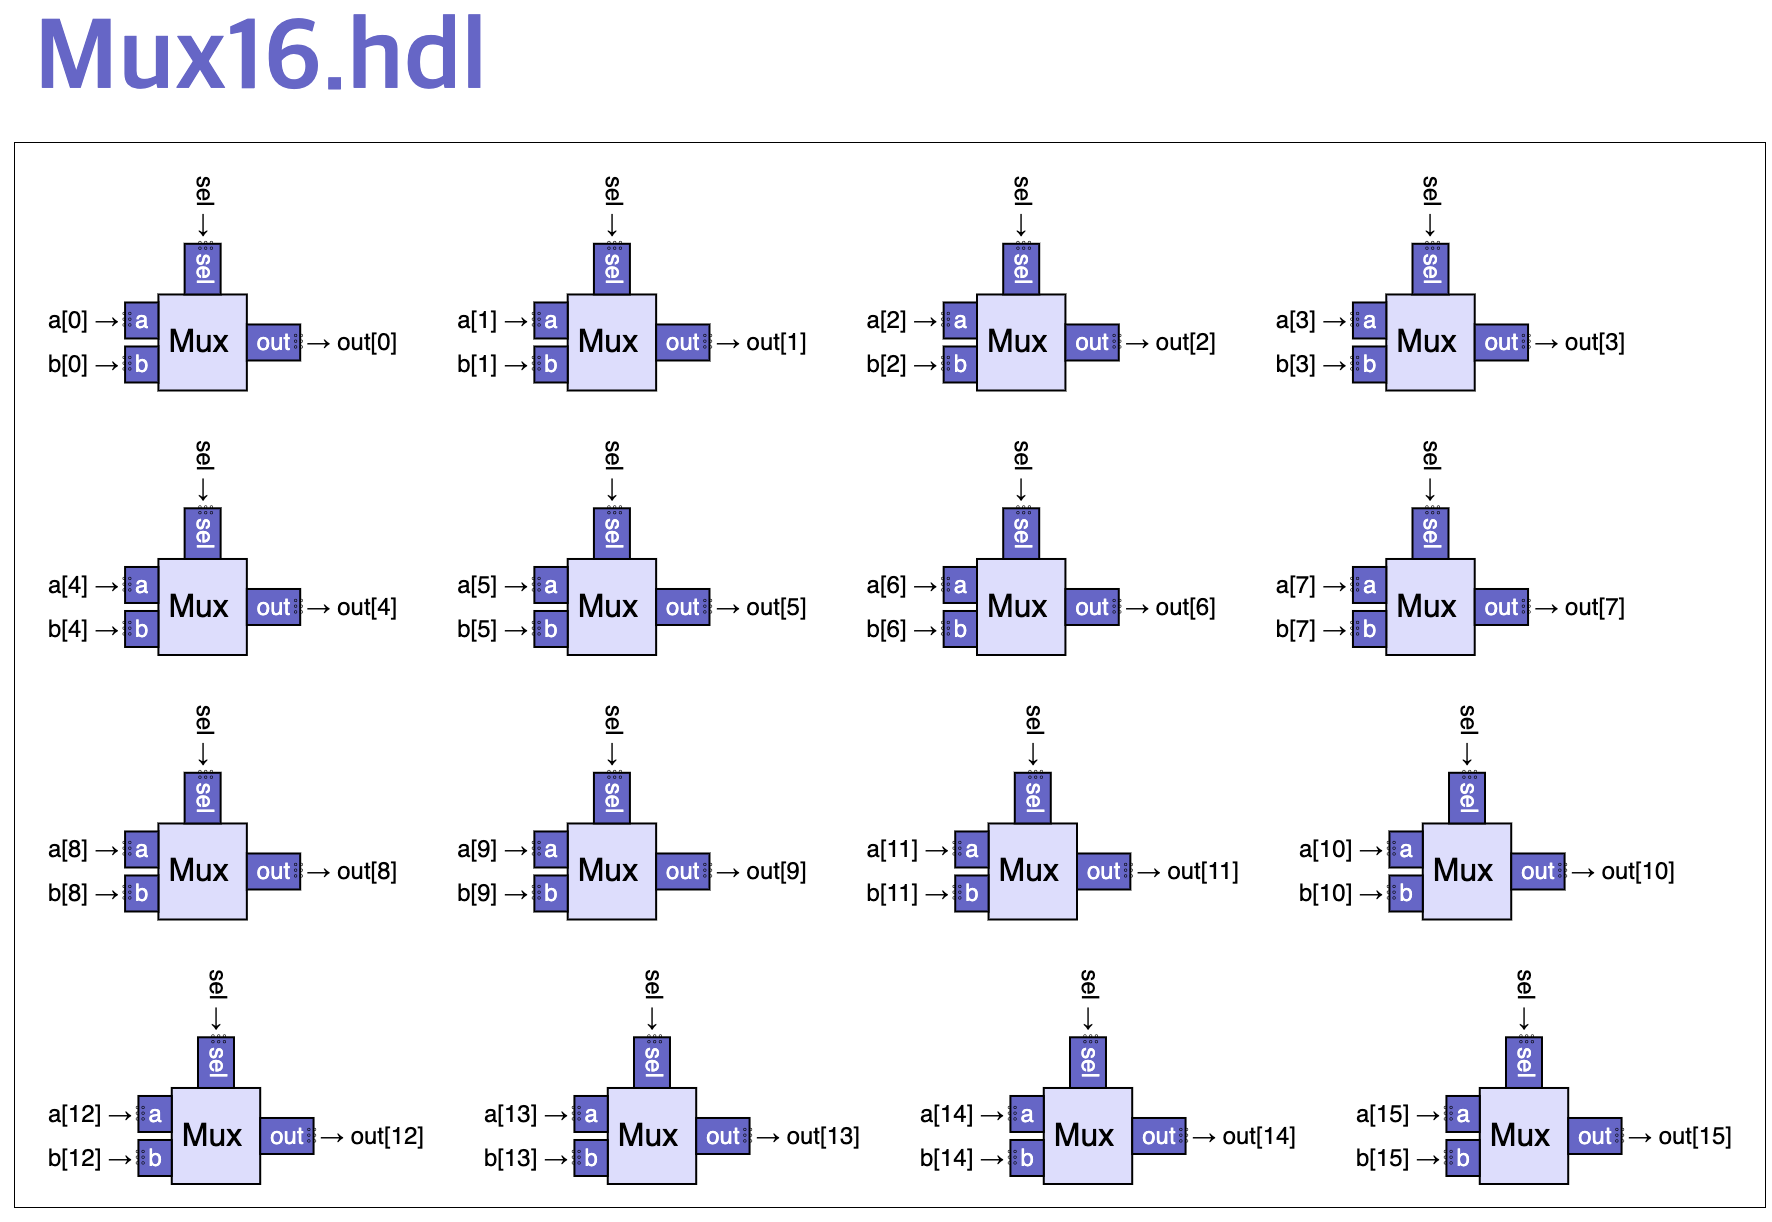 Mux16.hdl
sel sel sel sel
sel sel sel sel
a[0] → a Mux out → out[0] a[1] → a Mux out → out[1] a[2] → a Mux out → out[2] a[3] → a Mux out → out[3]
b[0] → b b[1] → b b[2] → b b[3] → b
sel sel sel sel
sel sel sel sel
a[4] → a Mux out → out[4] a[5] → a Mux out → out[5] a[6] → a Mux out → out[6] a[7] → a Mux out → out[7]
b[4] → b b[5] → b b[6] → b b[7] → b
sel sel sel sel
sel sel sel sel
a[8] → a Mux out → out[8] a[9] → a Mux out → out[9] a[11] → a Mux out → out[11] a[10] → a Mux out → out[10]
b[8] → b b[9] → b b[11] → b b[10] → b
sel sel sel sel
sel sel sel sel
a[12] → a Mux out → out[12] a[13] → a Mux out → out[13] a[14] → a Mux out → out[14] a[15] → a Mux out → out[15]
b[12] → b b[13] → b b[14] → b b[15] → b